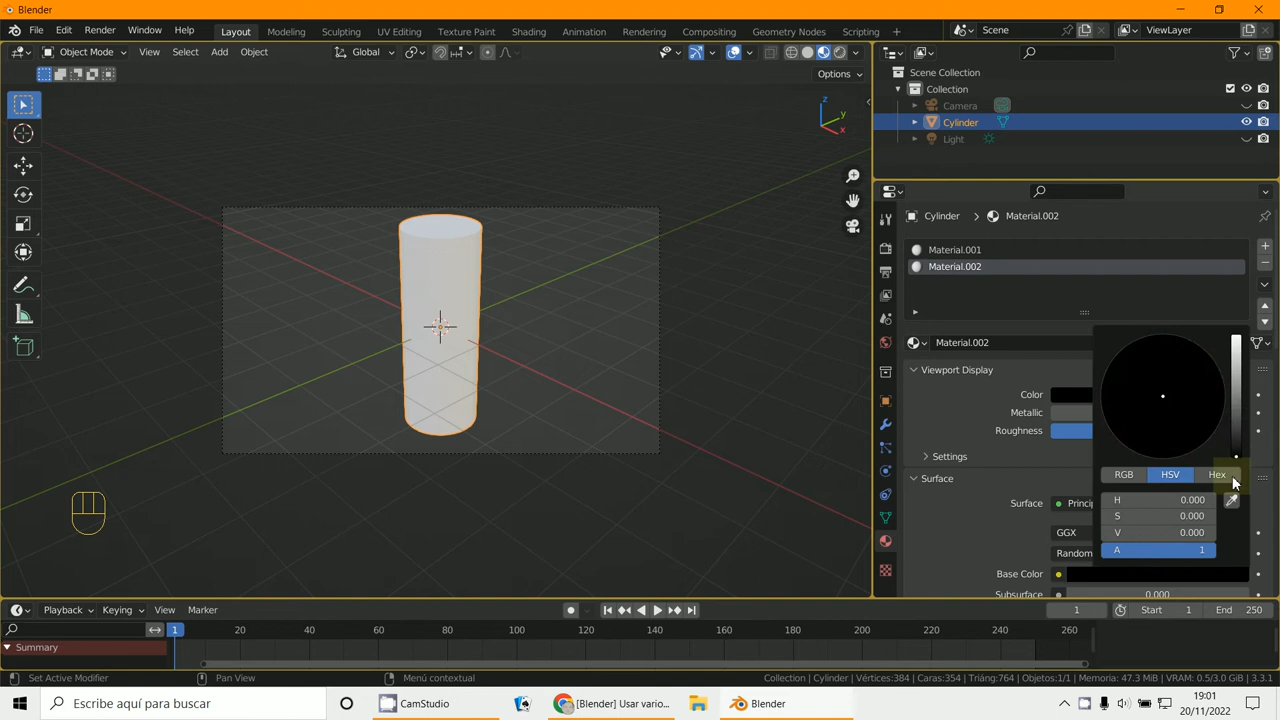 Blender
File Edit Render Window Help
Layout Modeling Sculpting UV Editing Texture Paint Shading Animation Rendering Compositing Geometry Nodes Scripting +
Scene
ViewLayer
Object Mode View Select Add Object
Global
Options
z
y
x
Scene Collection
Collection
Camera
Cylinder
Light
Cylinder > Material.002
Material.001
Material.002
Material.002
Viewport Display
Color
Metallic
Roughness
Settings
Surface
RGB HSV Hex
H 0.000
S 0.000
V 0.000
A 1
Surface Princip
GGX
Random
Base Color
Subsurface 0.000
Playback Keying View Marker
1 Start 1 End 250
1 20 40 60 80 100 120 140 160 180 200 220 240 260
Summary
Set Active Modifier Pan View Menú contextual
Collection | Cylinder | Vértices:384 | Caras:354 | Triáng:764 | Objetos:1/1 | Memoria: 47.3 MiB | VRAM: 0.5/3.0 GiB | 3.3.1
Escribe aquí para buscar
CamStudio
[Blender] Usar vario...
Blender
19:01
20/11/2022